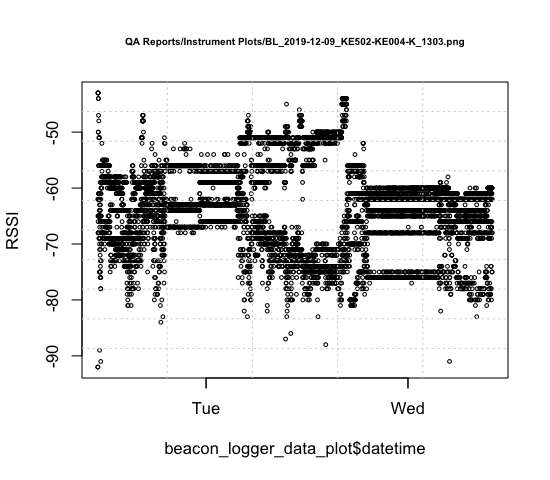 QA Reports/Instrument Plots/BL_2019-12-09_KE502-KE004-K_1303.png
-50
-60
-70
-80
-90
RSSI
Tue
Wed
beacon_logger_data_plot$datetime